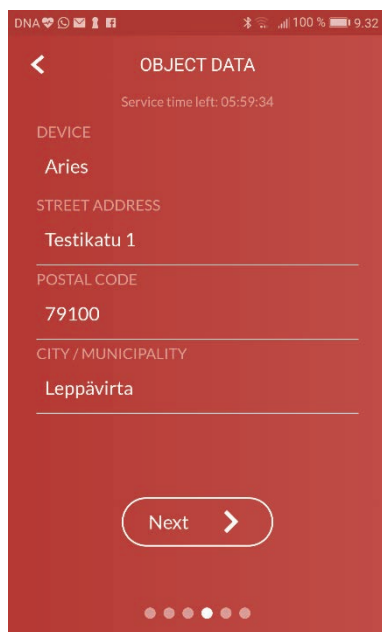 DNA 100 % 9.32
OBJECT DATA
Service time left: 05:59:34
DEVICE
Aries
STREET ADDRESS
Testikatu 1
POSTAL CODE
79100
CITY / MUNICIPALITY
Leppävirta
Next